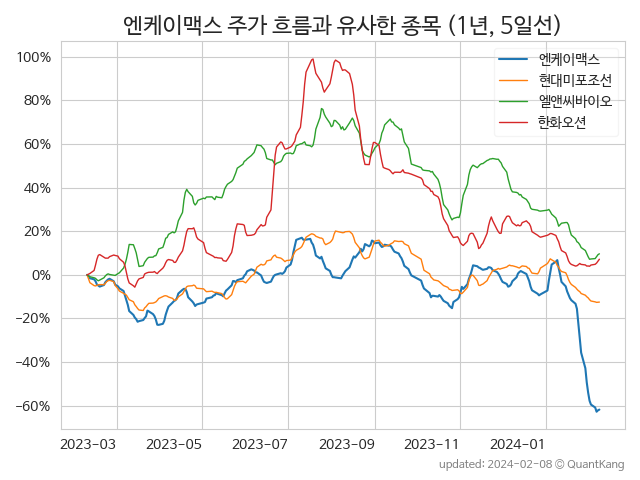 엔케이맥스 주가 흐름과 유사한 종목 (1년, 5일선)
엔케이맥스
현대미포조선
엘앤씨바이오
한화오션
100%
80%
60%
40%
20%
0%
−20%
−40%
−60%
2023-03 2023-05 2023-07 2023-09 2023-11 2024-01
updated: 2024-02-08 © QuantKang